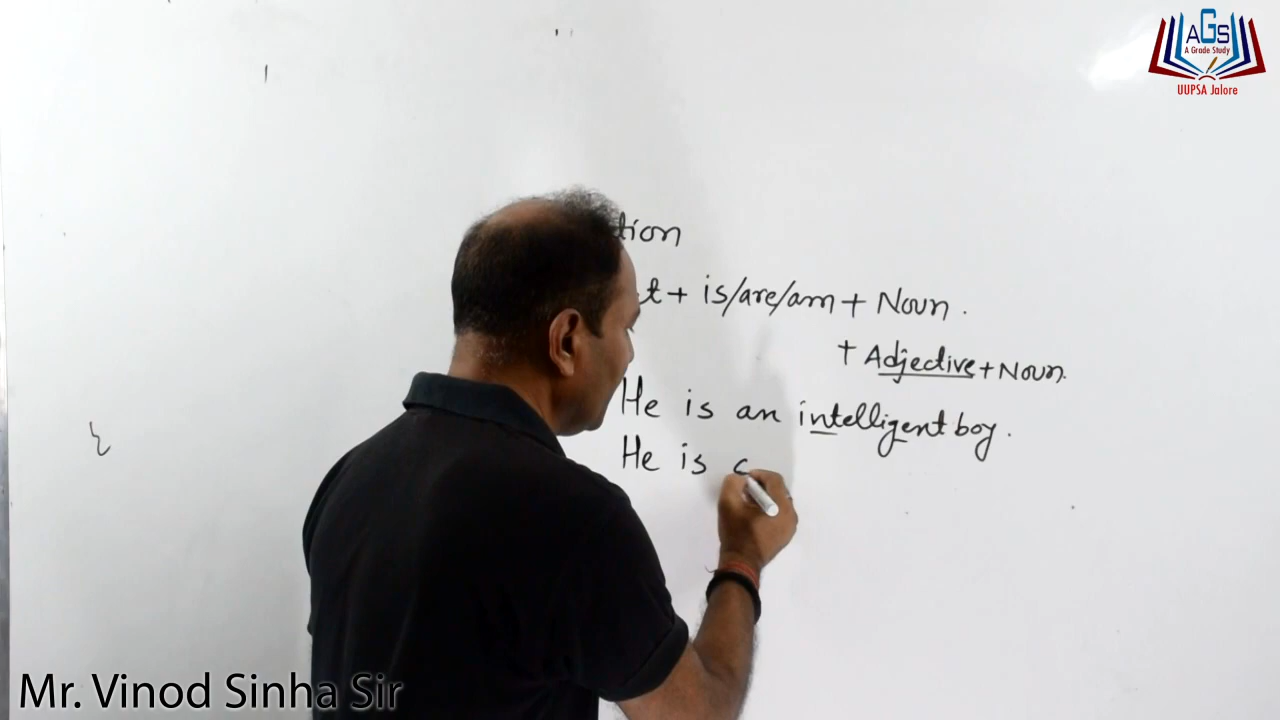 AGS
A Grade Study
UUPSA Jalore
tion
t + is/are/am + Noun.
+ Adjective + Noun.
He is an intelligent boy.
He is a
Mr. Vinod Sinha Sir